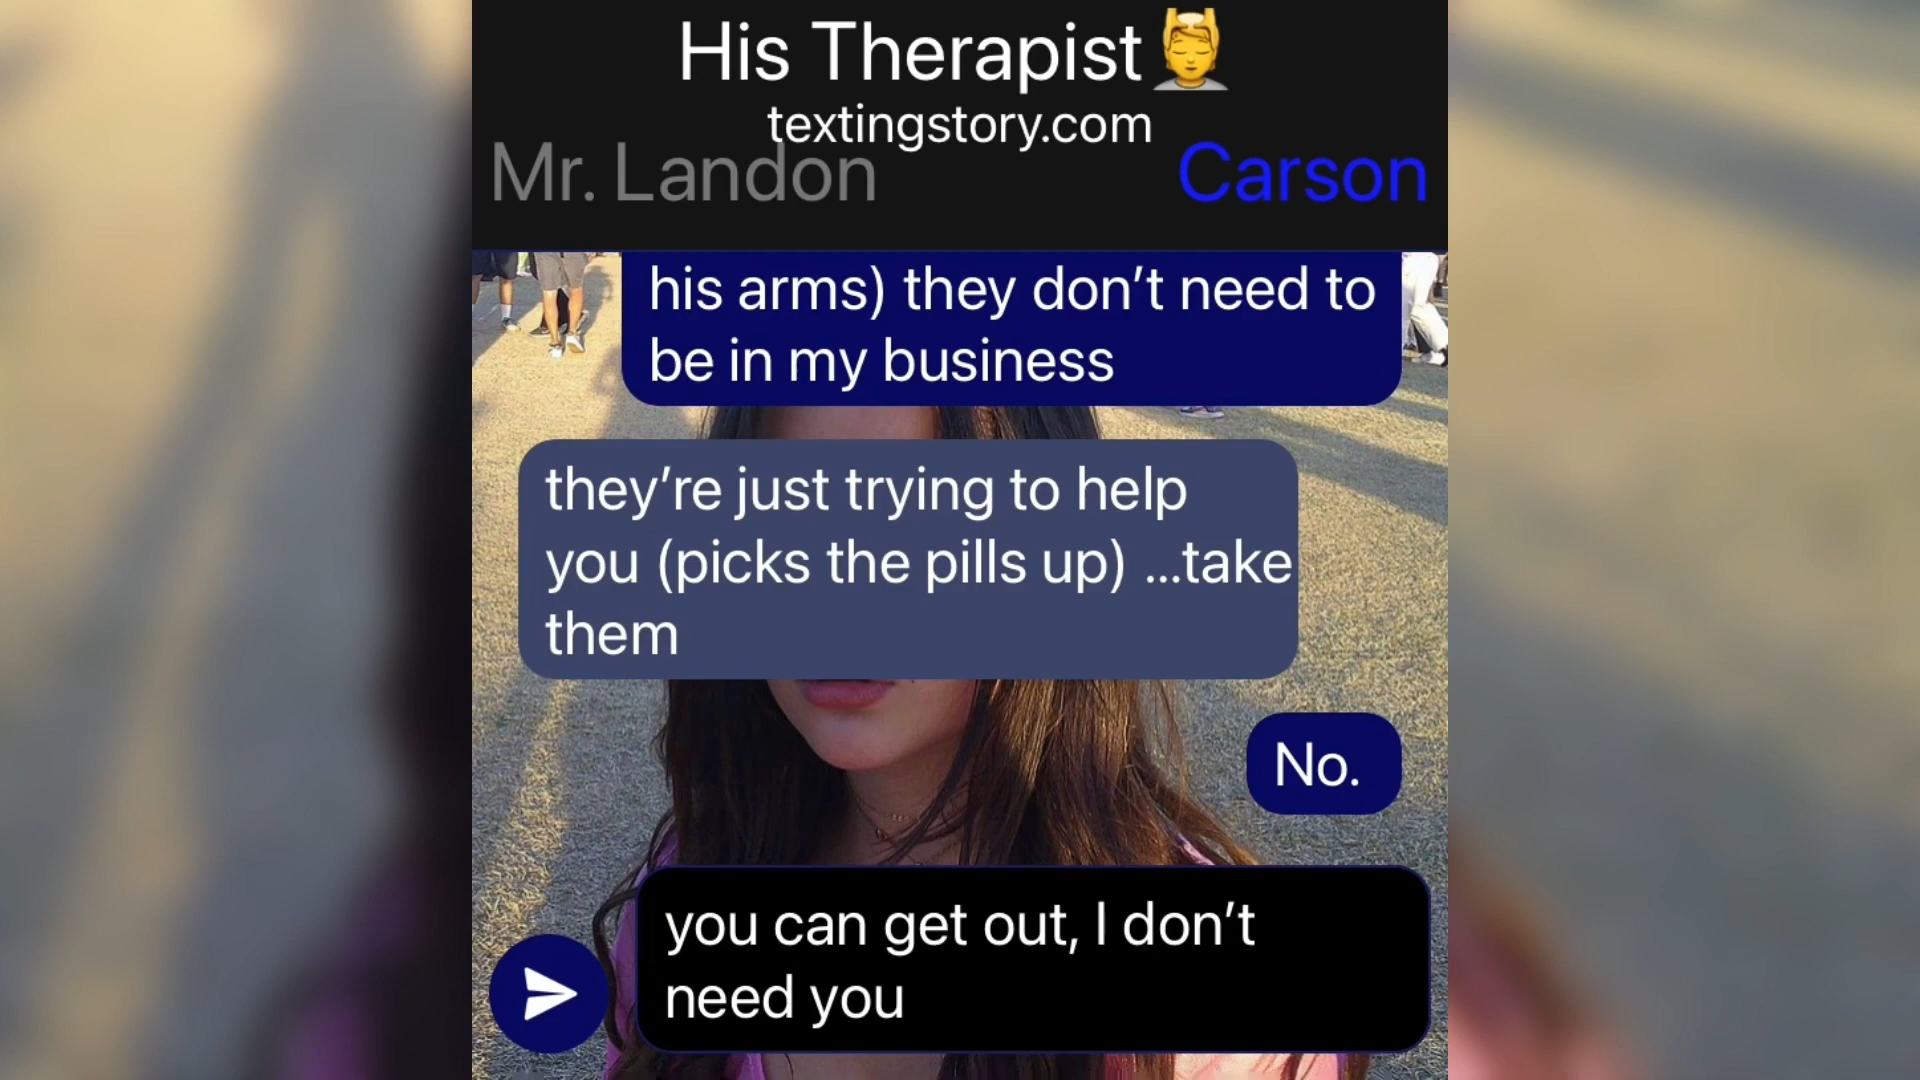 His Therapist💆
textingstory.com
Mr. Landon
Carson
his arms) they don’t need to
be in my business
they’re just trying to help
you (picks the pills up) ...take
them
No.
you can get out, I don’t
need you